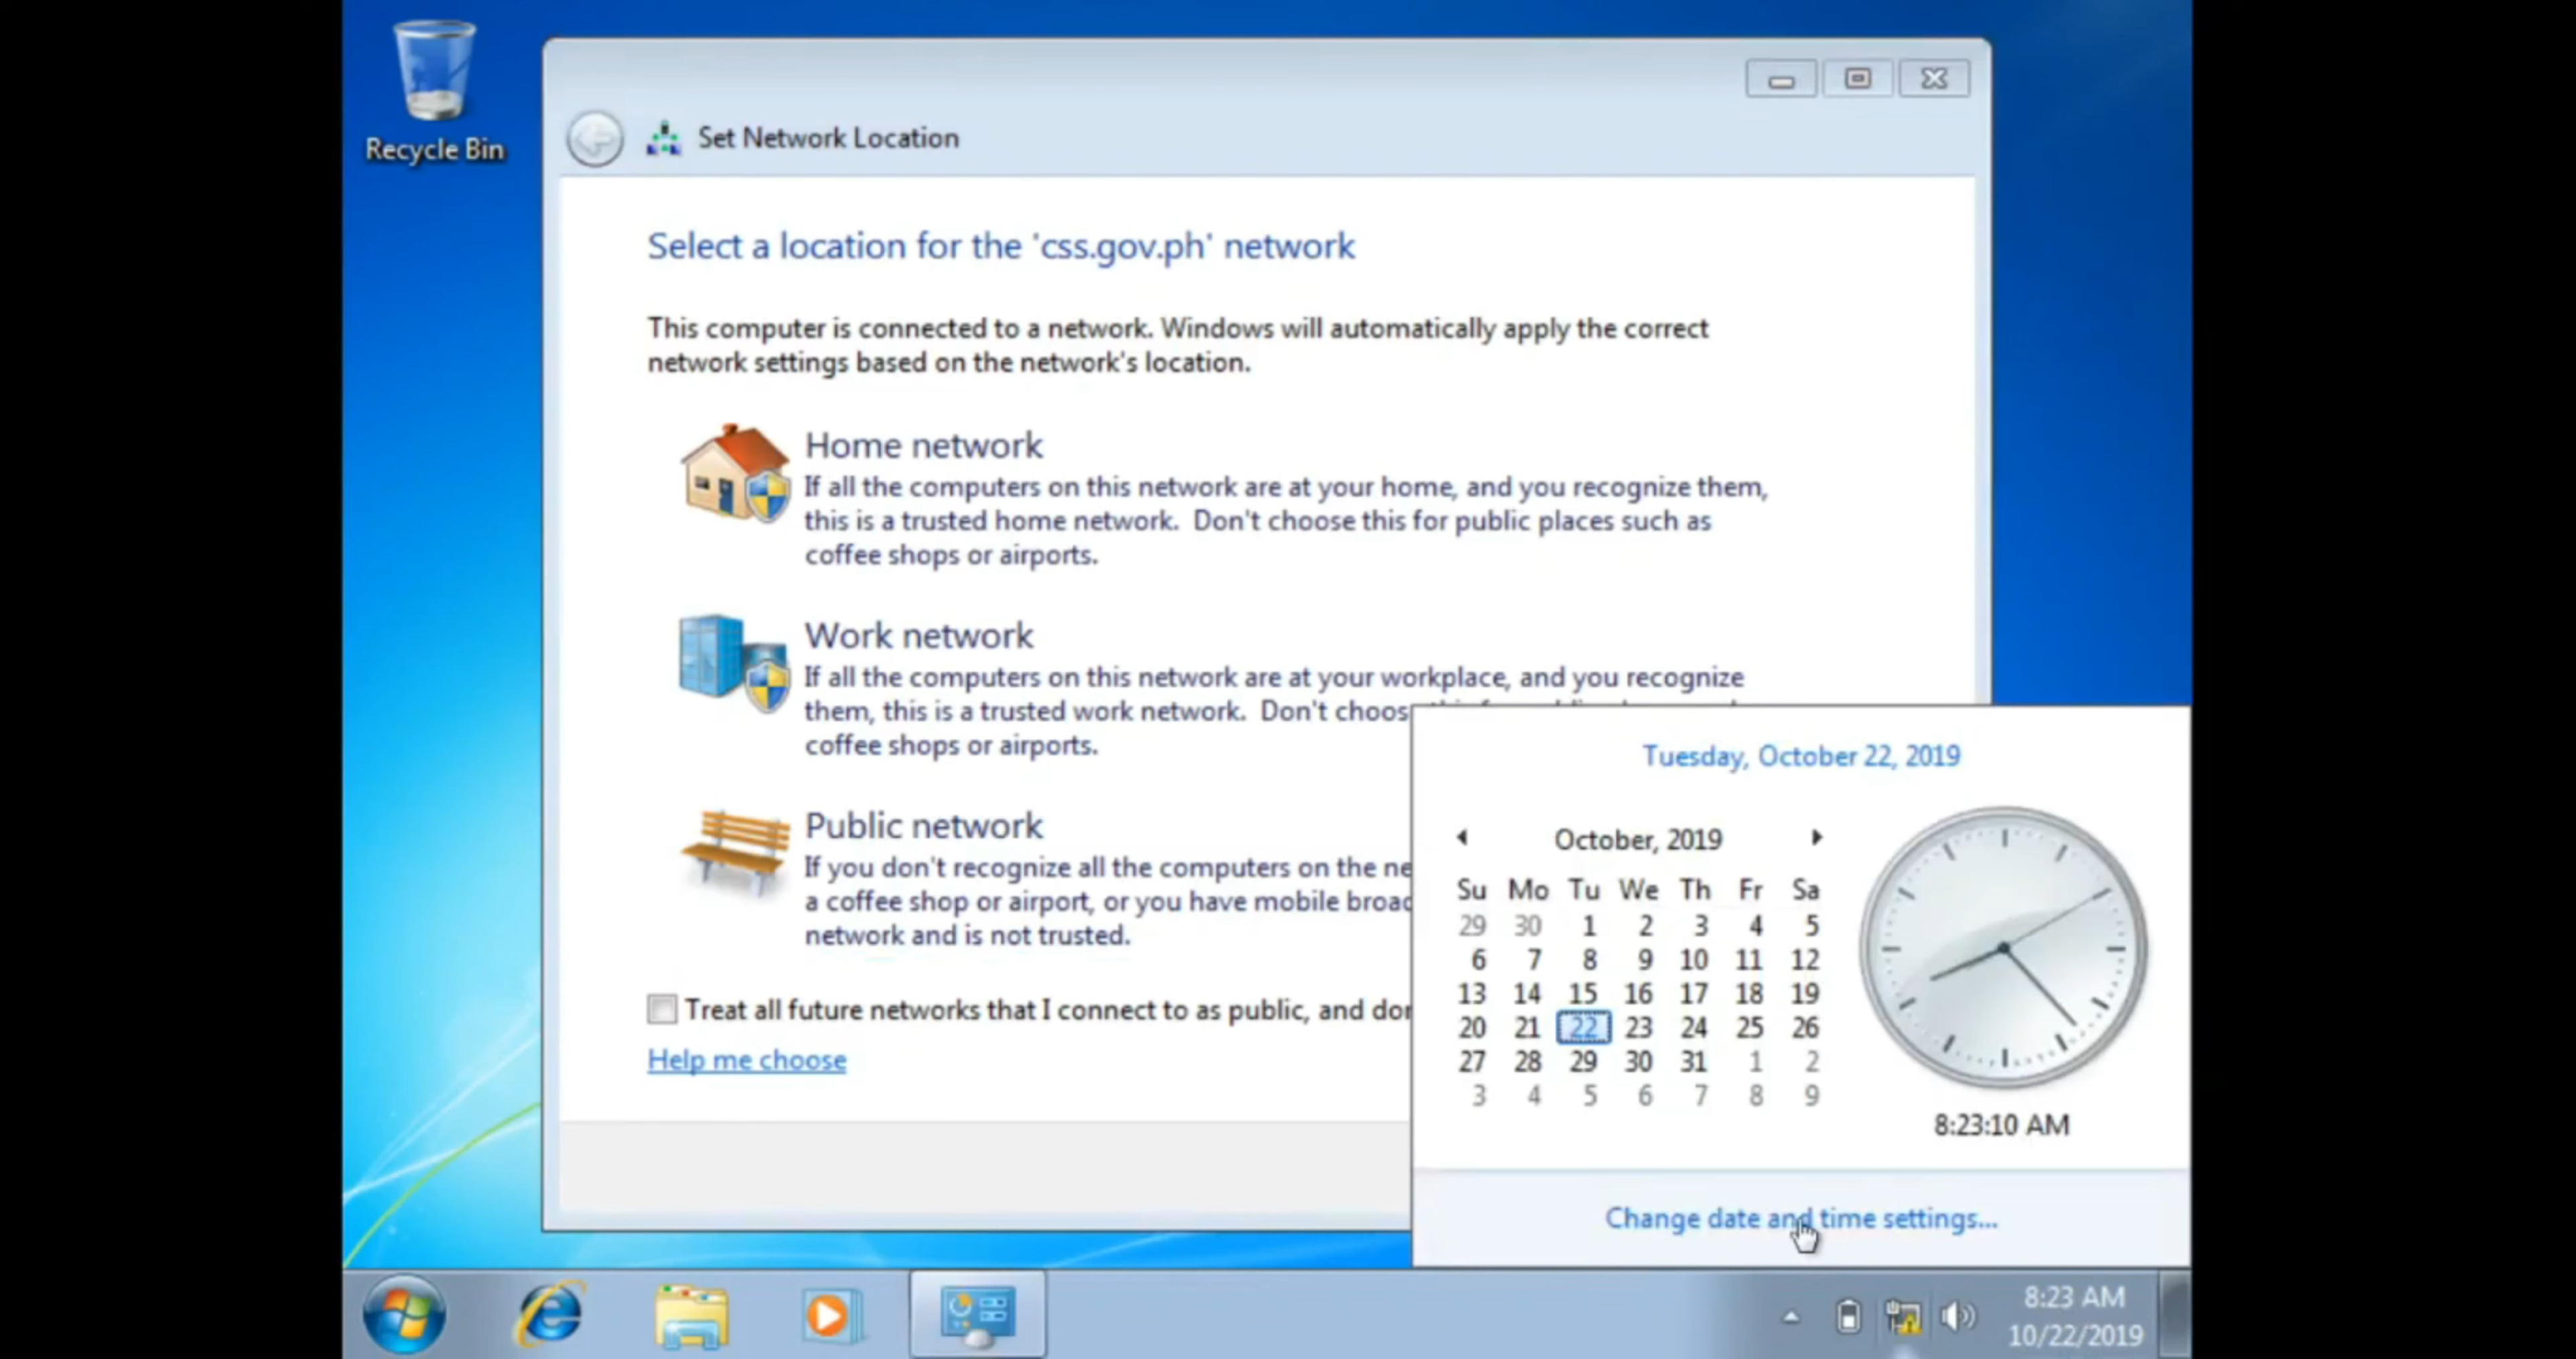 Recycle Bin
Set Network Location
Select a location for the 'css.gov.ph' network
This computer is connected to a network. Windows will automatically apply the correct
network settings based on the network's location.
Home network
If all the computers on this network are at your home, and you recognize them,
this is a trusted home network.  Don't choose this for public places such as
coffee shops or airports.
Work network
If all the computers on this network are at your workplace, and you recognize
them, this is a trusted work network.  Don't choos
coffee shops or airports.
Public network
If you don't recognize all the computers on the ne
a coffee shop or airport, or you have mobile broad
network and is not trusted.
Treat all future networks that I connect to as public, and don
Help me choose
Tuesday, October 22, 2019
October, 2019
Su Mo Tu We Th Fr Sa
29 30 1 2 3 4 5
6 7 8 9 10 11 12
13 14 15 16 17 18 19
20 21 22 23 24 25 26
27 28 29 30 31 1 2
3 4 5 6 7 8 9
8:23:10 AM
Change date and time settings...
8:23 AM
10/22/2019